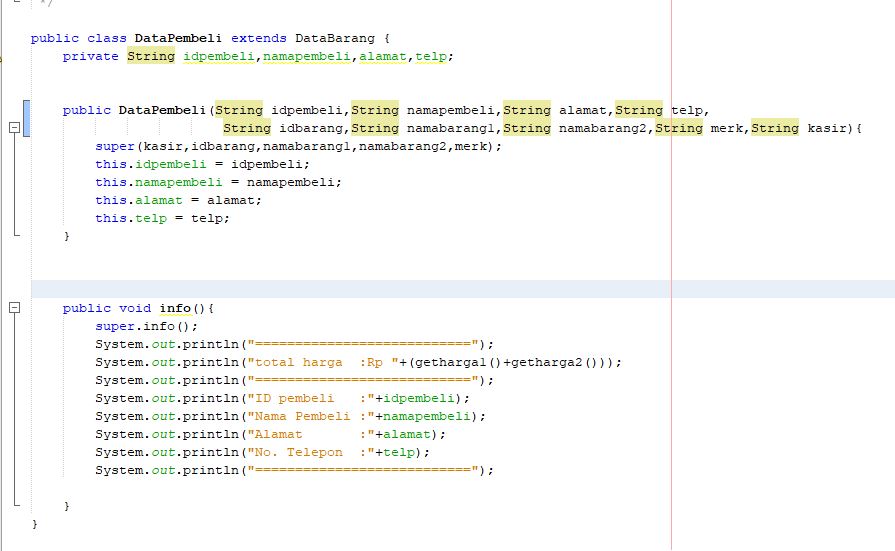 */
public class DataPembeli extends DataBarang {
    private String idpembeli,namapembeli,alamat,telp;
    public DataPembeli(String idpembeli,String namapembeli,String alamat,String telp,
                        String idbarang,String namabarang1,String namabarang2,String merk,String kasir){
        super(kasir,idbarang,namabarang1,namabarang2,merk);
        this.idpembeli = idpembeli;
        this.namapembeli = namapembeli;
        this.alamat = alamat;
        this.telp = telp;
    }
    public void info(){
        super.info();
        System.out.println("===========================");
        System.out.println("total harga  :Rp "+(getharga1()+getharga2()));
        System.out.println("===========================");
        System.out.println("ID pembeli   :"+idpembeli);
        System.out.println("Nama Pembeli :"+namapembeli);
        System.out.println("Alamat       :"+alamat);
        System.out.println("No. Telepon  :"+telp);
        System.out.println("===========================");
    }
}